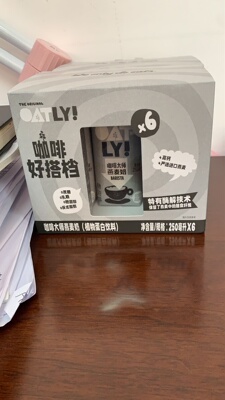 THE ORIGINAL
OATLY!
x6
咖啡
好搭档
LY!
咖啡大师
燕麦奶
BARISTA
特有酶解技术
咖啡大师燕麦奶（植物蛋白饮料）
净含量/规格：250毫升X6